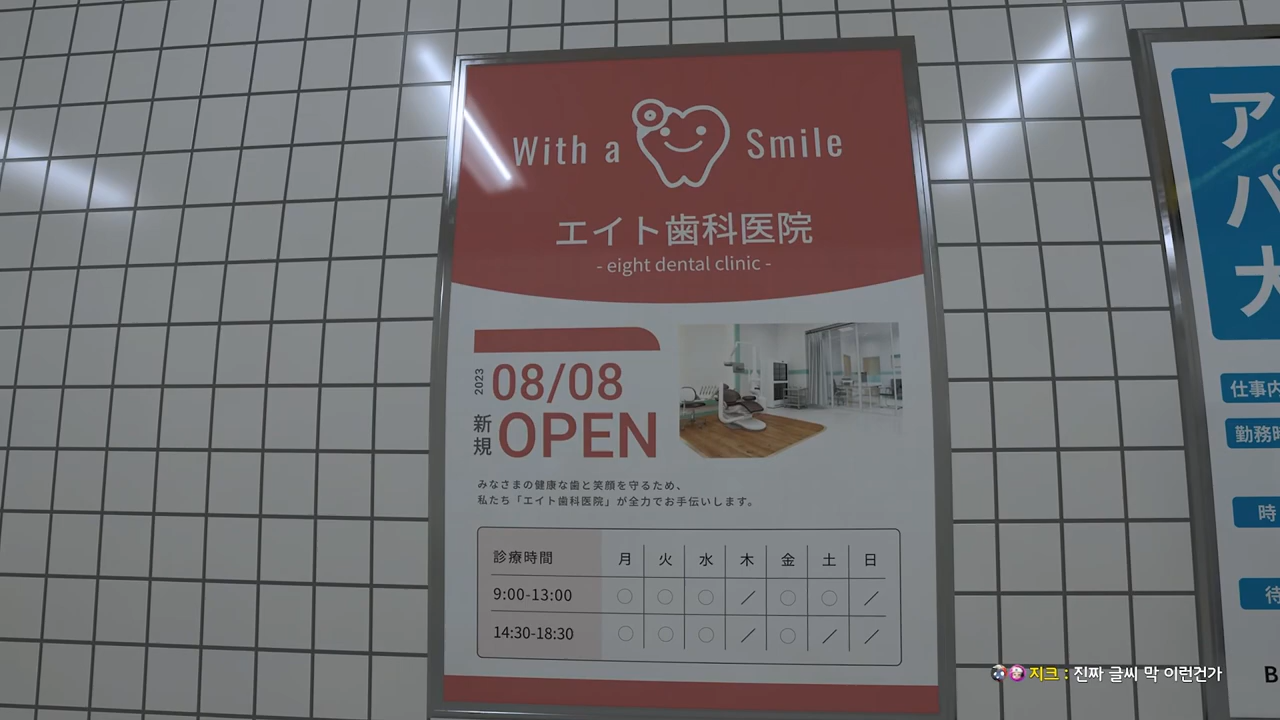 With a Smile
エイト歯科医院
- eight dental clinic -
2023 08/08
新規 OPEN
みなさまの健康な歯と笑顔を守るため、
私たち「エイト歯科医院」が全力でお手伝いします。
診療時間 月 火 水 木 金 土 日
9:00-13:00 ○ ○ ○ / ○ ○ /
14:30-18:30 ○ ○ ○ / ○ / /
アパ大
仕事内
勤務時
時
待
B
지크 : 진짜 글씨 막 이런건가